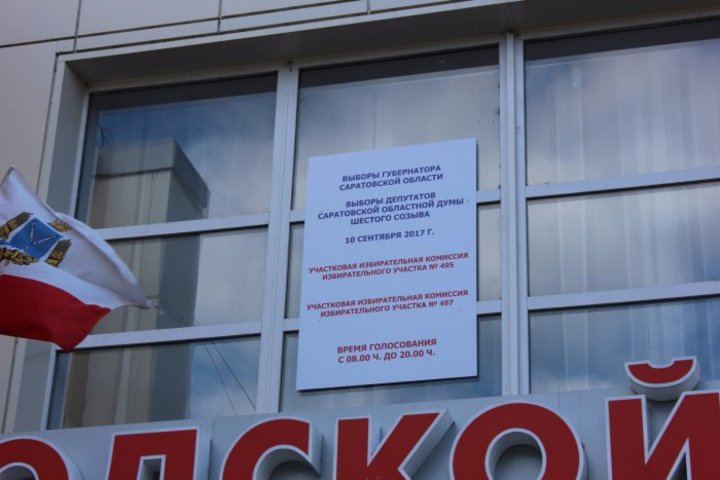 ВЫБОРЫ ГУБЕРНАТОРА
САРАТОВСКОЙ ОБЛАСТИ
ВЫБОРЫ ДЕПУТАТОВ
САРАТОВСКОЙ ОБЛАСТНОЙ ДУМЫ
ШЕСТОГО СОЗЫВА
10 СЕНТЯБРЯ 2017 Г.
УЧАСТКОВАЯ ИЗБИРАТЕЛЬНАЯ КОМИССИЯ
ИЗБИРАТЕЛЬНОГО УЧАСТКА № 495
УЧАСТКОВАЯ ИЗБИРАТЕЛЬНАЯ КОМИССИЯ
ИЗБИРАТЕЛЬНОГО УЧАСТКА № 497
ВРЕМЯ ГОЛОСОВАНИЯ
С 08.00 Ч. ДО 20.00 Ч.
ОДСКОЙ